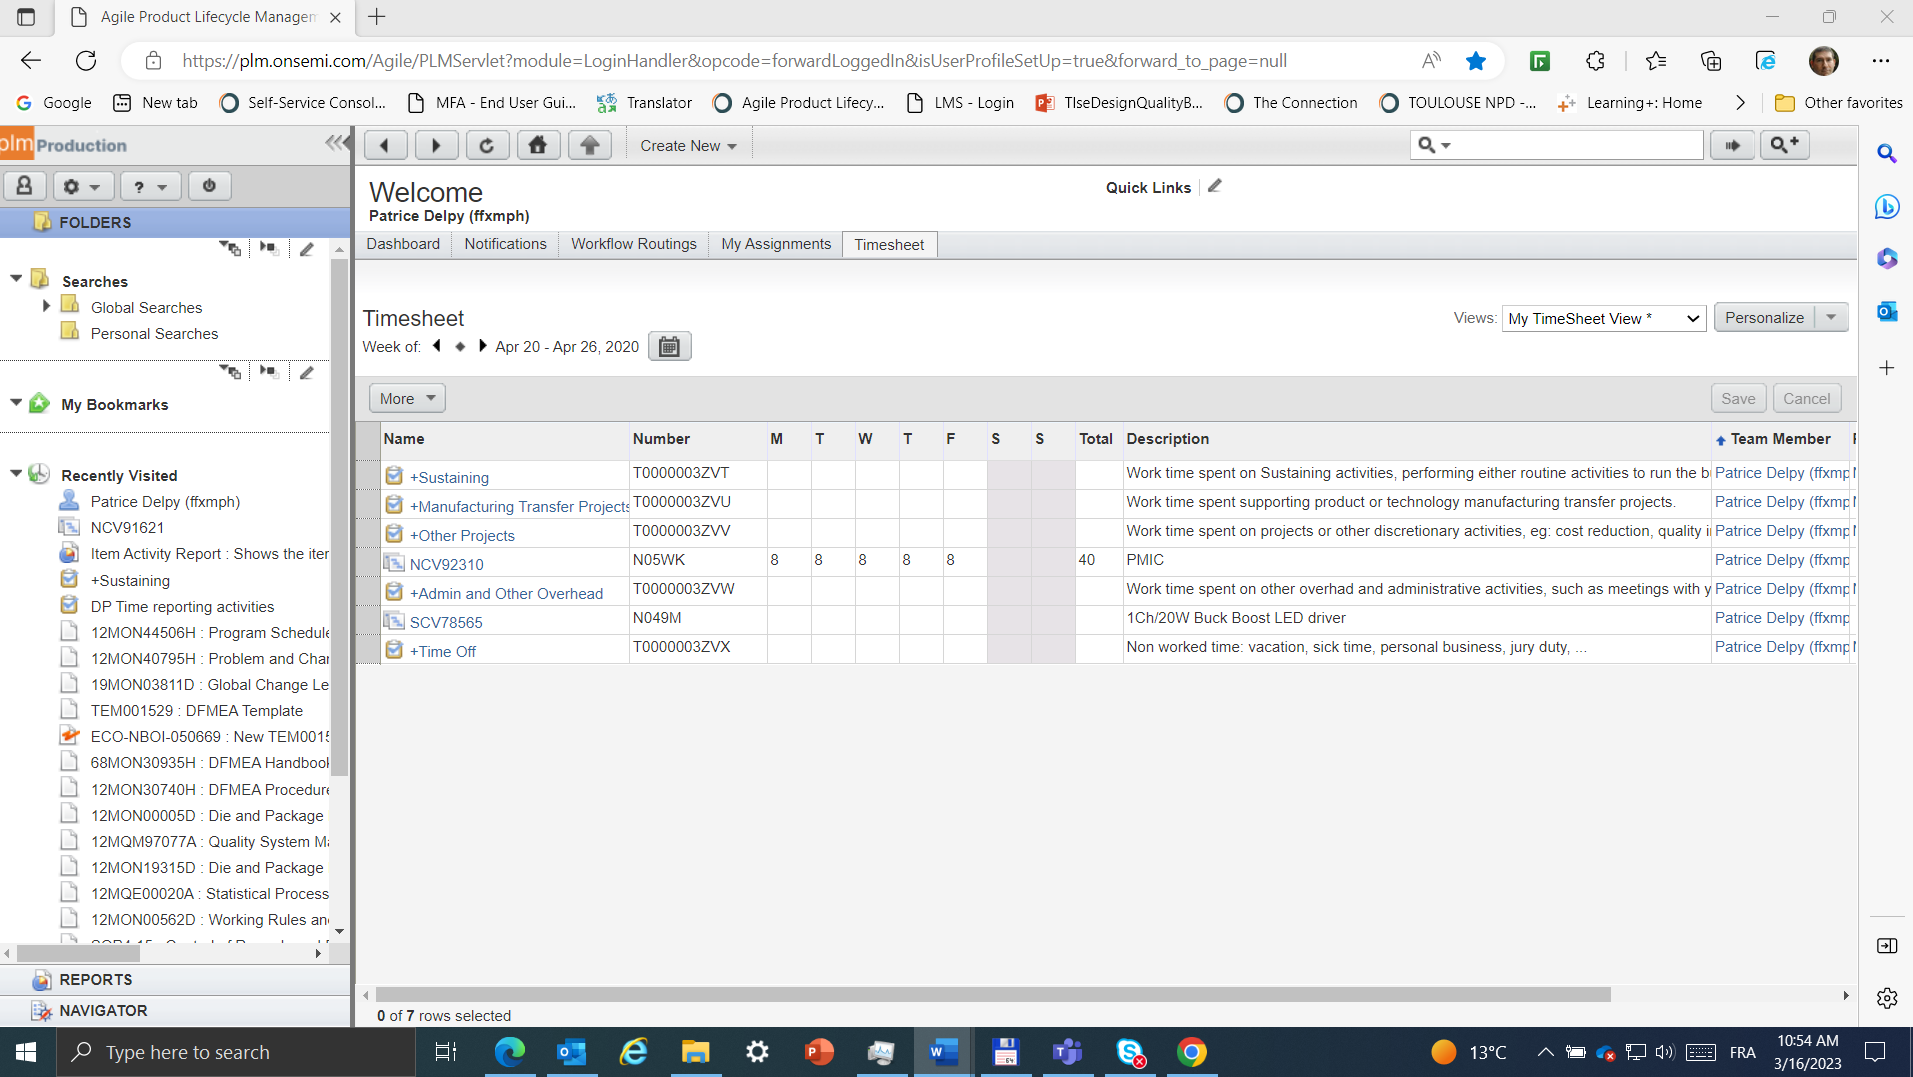 Agile Product Lifecycle Managem
https://plm.onsemi.com/Agile/PLMServlet?module=LoginHandler&opcode=forwardLoggedIn&isUserProfileSetUp=true&forward_to_page=null
Google New tab Self-Service Consol... MFA - End User Gui... Translator Agile Product Lifecy... LMS - Login TlseDesignQualityB... The Connection TOULOUSE NPD -... Learning+: Home Other favorites
plm Production
Create New
Welcome
Patrice Delpy (ffxmph)
Quick Links
FOLDERS
Dashboard Notifications Workflow Routings My Assignments Timesheet
Searches
Global Searches
Personal Searches
My Bookmarks
Recently Visited
Patrice Delpy (ffxmph)
NCV91621
Item Activity Report : Shows the iter
+Sustaining
DP Time reporting activities
12MON44506H : Program Schedule
12MON40795H : Problem and Char
19MON03811D : Global Change Le
TEM001529 : DFMEA Template
ECO-NBOI-050669 : New TEM0015
68MON30935H : DFMEA Handbook
12MON30740H : DFMEA Procedure
12MON00005D : Die and Package
12MQM97077A : Quality System Ma
12MON19315D : Die and Package
12MQE00020A : Statistical Process
12MON00562D : Working Rules and
REPORTS
NAVIGATOR
Timesheet
Views: My TimeSheet View * Personalize
Week of: Apr 20 - Apr 26, 2020
More Save Cancel
Name Number M T W T F S S Total Description Team Member
+Sustaining T0000003ZVT Work time spent on Sustaining activities, performing either routine activities to run the b Patrice Delpy (ffxmp
+Manufacturing Transfer Projects T0000003ZVU Work time spent supporting product or technology manufacturing transfer projects. Patrice Delpy (ffxmp
+Other Projects T0000003ZVV Work time spent on projects or other discretionary activities, eg: cost reduction, quality i Patrice Delpy (ffxmp
NCV92310 N05WK 8 8 8 8 8 40 PMIC Patrice Delpy (ffxmp
+Admin and Other Overhead T0000003ZVW Work time spent on other overhad and administrative activities, such as meetings with y Patrice Delpy (ffxmp
SCV78565 N049M 1Ch/20W Buck Boost LED driver Patrice Delpy (ffxmp
+Time Off T0000003ZVX Non worked time: vacation, sick time, personal business, jury duty, ... Patrice Delpy (ffxmp
0 of 7 rows selected
Type here to search
13°C FRA
10:54 AM
3/16/2023